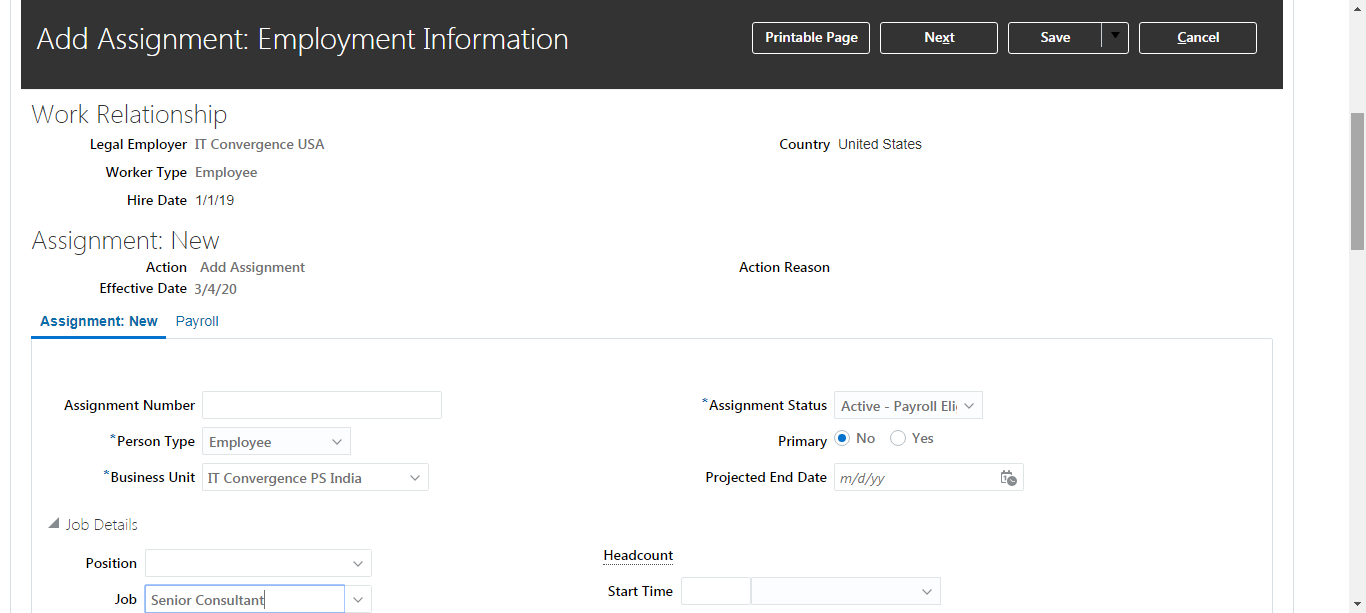 Add Assignment: Employment Information
Printable Page
Next
Save
Cancel
Work Relationship
Legal Employer IT Convergence USA
Country United States
Worker Type Employee
Hire Date 1/1/19
Assignment: New
Action Add Assignment
Action Reason
Effective Date 3/4/20
Assignment: New Payroll
Assignment Number
*Assignment Status Active - Payroll Eli
*Person Type Employee
Primary No Yes
*Business Unit IT Convergence PS India
Projected End Date m/d/yy
Job Details
Position
Headcount
Job Senior Consultant
Start Time